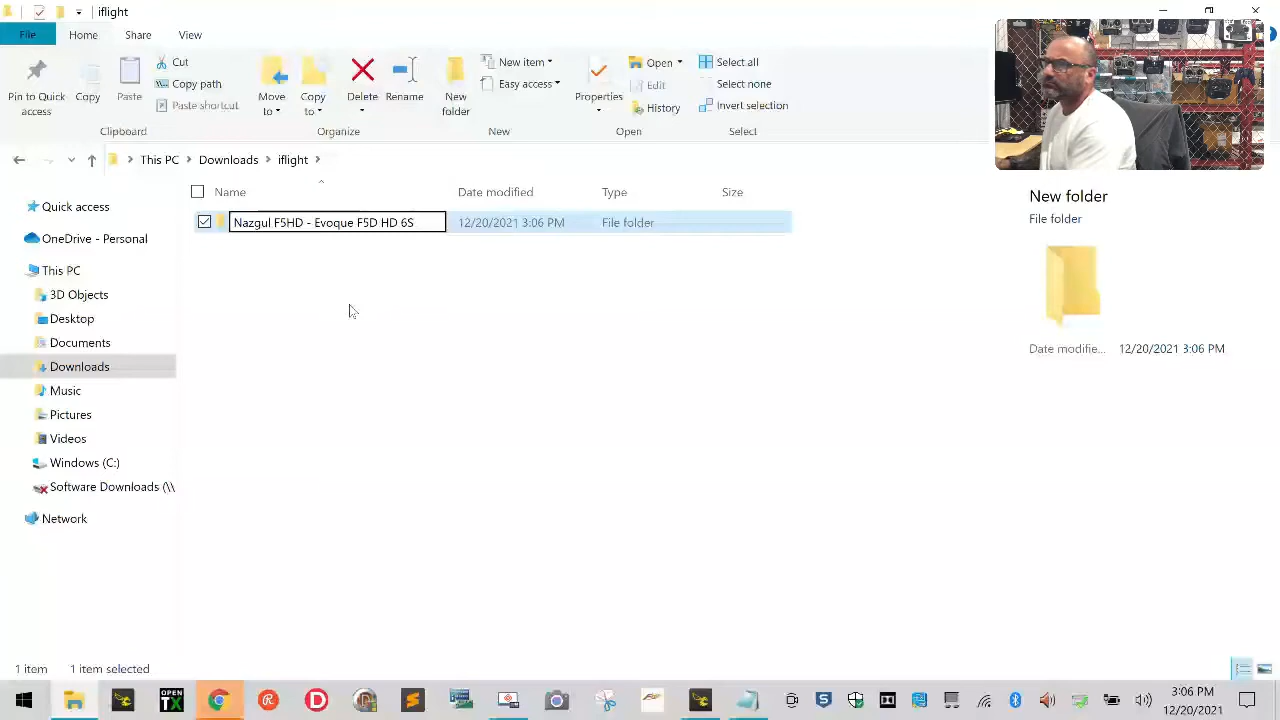 iflight
File Home Share View
Pin to Quick access
Copy
Paste
Cut
Copy path
Paste shortcut
Clipboard
Move to
Copy to
Delete
Rename
New folder
Organize
New item
Easy access
New
Properties
Open
Edit
History
Open
Select all
Select none
Invert selection
Select
This PC > Downloads > iflight >
Name Date modified Type Size
Nazgul F5HD - Evoque F5D HD 6S 12/20/2021 3:06 PM File folder
Quick access
OneDrive - Personal
This PC
3D Objects
Desktop
Documents
Downloads
Music
Pictures
Videos
Windows (C:)
Software Downloads (\\
Network
New folder
File folder
Date modifie... 12/20/2021 3:06 PM
1 item 1 item selected
OPEN
TX
3:06 PM
12/20/2021